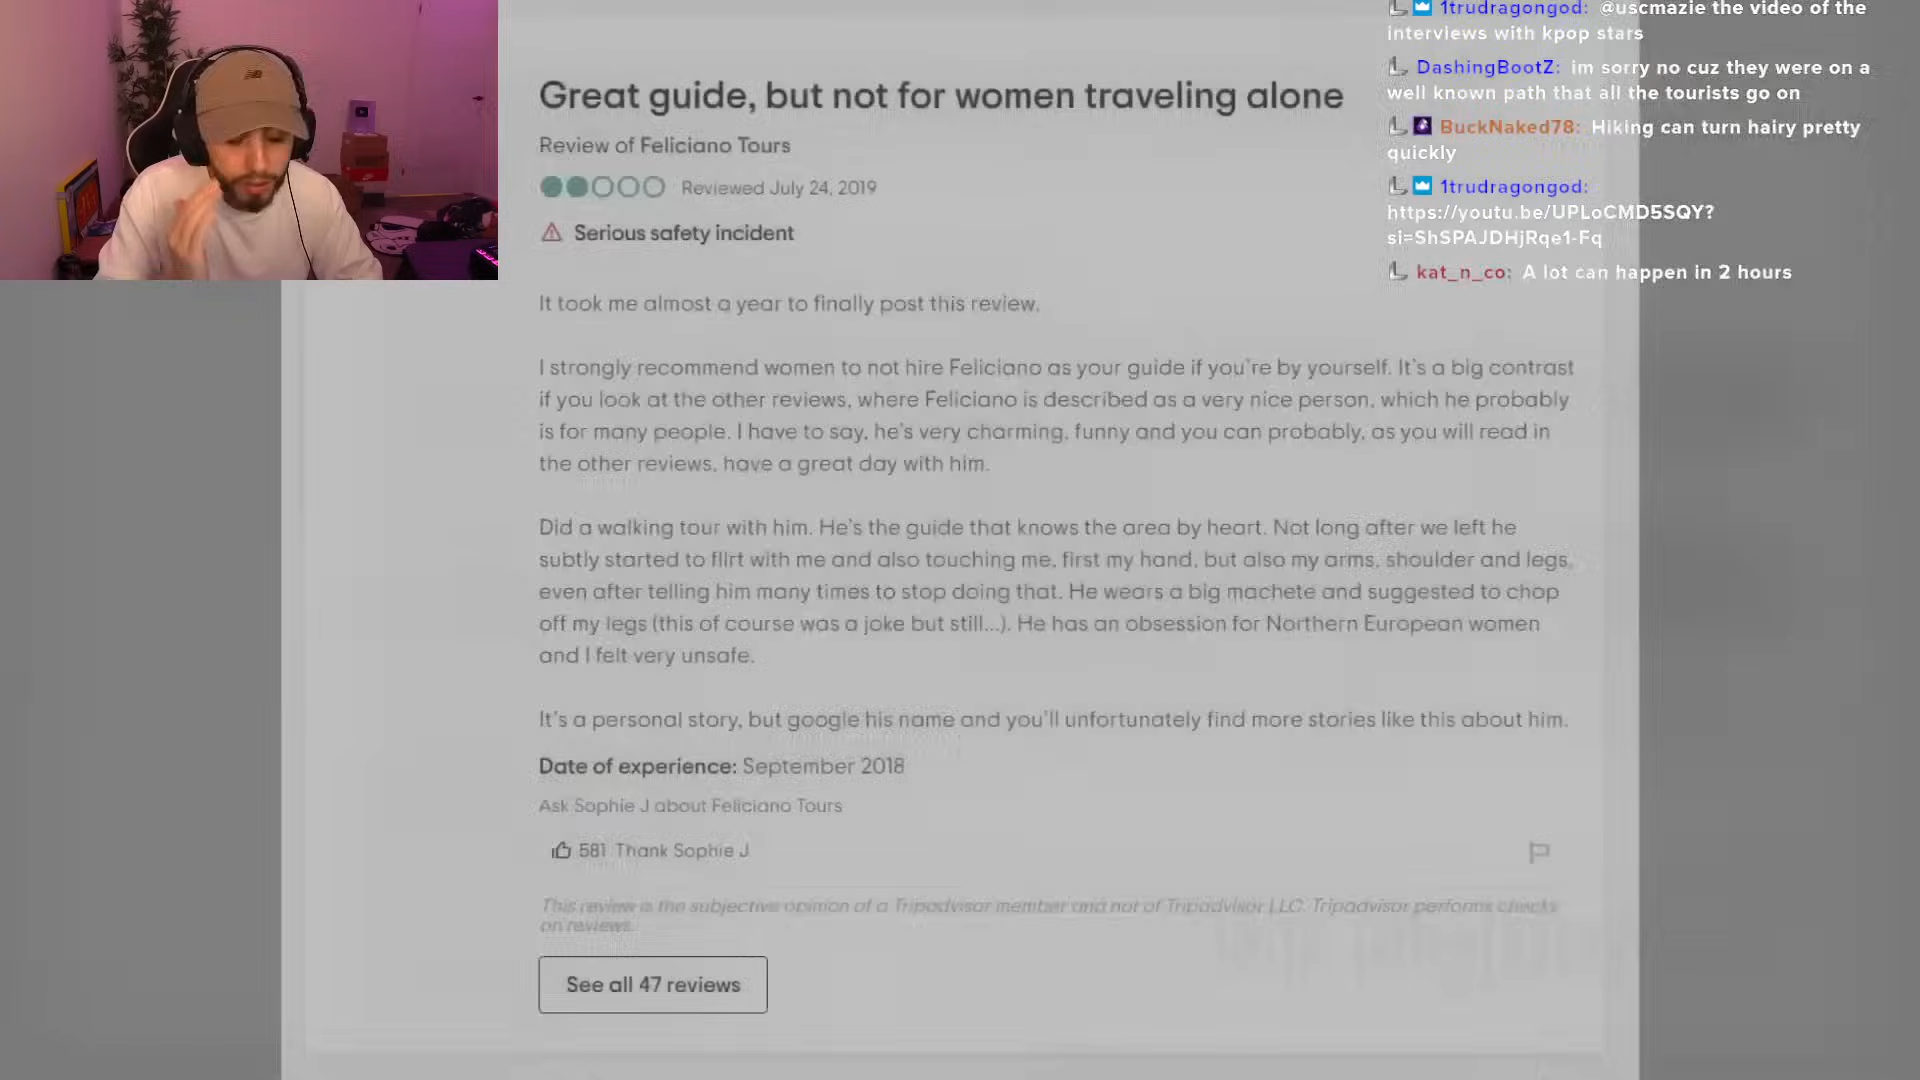 1trudragongod: @uscmazie the video of the
interviews with kpop stars
DashingBootZ: im sorry no cuz they were on a
well known path that all the tourists go on
BuckNaked78: Hiking can turn hairy pretty
quickly
1trudragongod:
https://youtu.be/UPLoCMD5SQY?
si=ShSPAJDHjRqe1-Fq
kat_n_co: A lot can happen in 2 hours
Great guide, but not for women traveling alone
Review of Feliciano Tours
Reviewed July 24, 2019
Serious safety incident
It took me almost a year to finally post this review.
I strongly recommend women to not hire Feliciano as your guide if you're by yourself. It's a big contrast
if you look at the other reviews, where Feliciano is described as a very nice person, which he probably
is for many people. I have to say, he's very charming, funny and you can probably, as you will read in
the other reviews, have a great day with him.
Did a walking tour with him. He's the guide that knows the area by heart. Not long after we left he
subtly started to flirt with me and also touching me, first my hand, but also my arms, shoulder and legs,
even after telling him many times to stop doing that. He wears a big machete and suggested to chop
off my legs (this of course was a joke but still...). He has an obsession for Northern European women
and I felt very unsafe.
It's a personal story, but google his name and you'll unfortunately find more stories like this about him.
Date of experience: September 2018
Ask Sophie J about Feliciano Tours
581 Thank Sophie J
This review is the subjective opinion of a Tripadvisor member and not of Tripadvisor LLC. Tripadvisor performs checks
on reviews.
See all 47 reviews